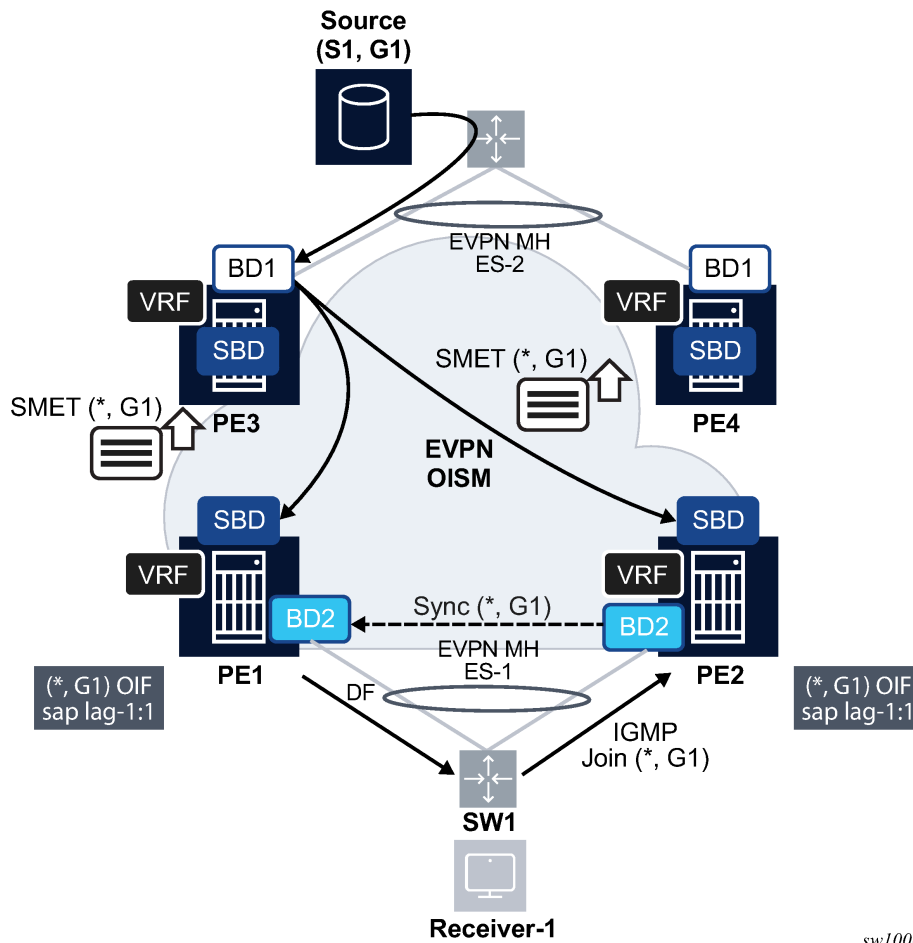 Source
(S1, G1)
EVPN MH
ES-2
BD1
BD1
VRF
VRF
SBD
SBD
SMET (*, G1)
SMET (*, G1)
PE3
PE4
EVPN
OISM
SBD
SBD
VRF
VRF
Sync (*, G1)
BD2
BD2
EVPN MH
ES-1
PE1
PE2
(*, G1) OIF
sap lag-1:1
(*, G1) OIF
sap lag-1:1
DF
IGMP
Join (*, G1)
SW1
Receiver-1
sw100